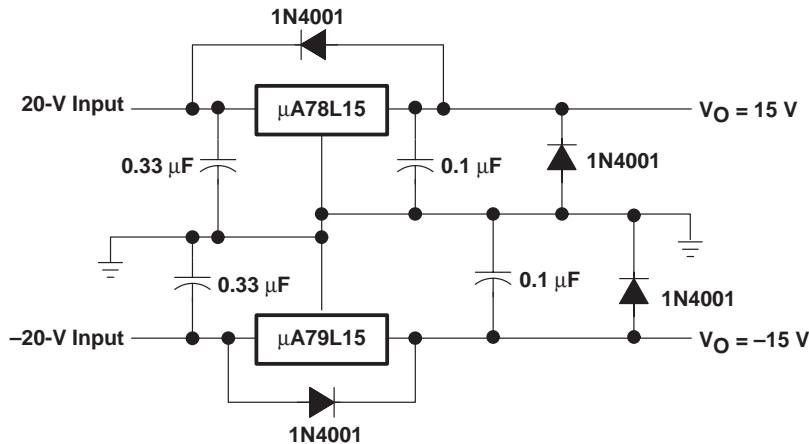 1N4001
20-V Input
μA78L15
VO = 15 V
0.33 μF
0.1 μF
1N4001
0.33 μF
0.1 μF
1N4001
–20-V Input
μA79L15
VO = –15 V
1N4001